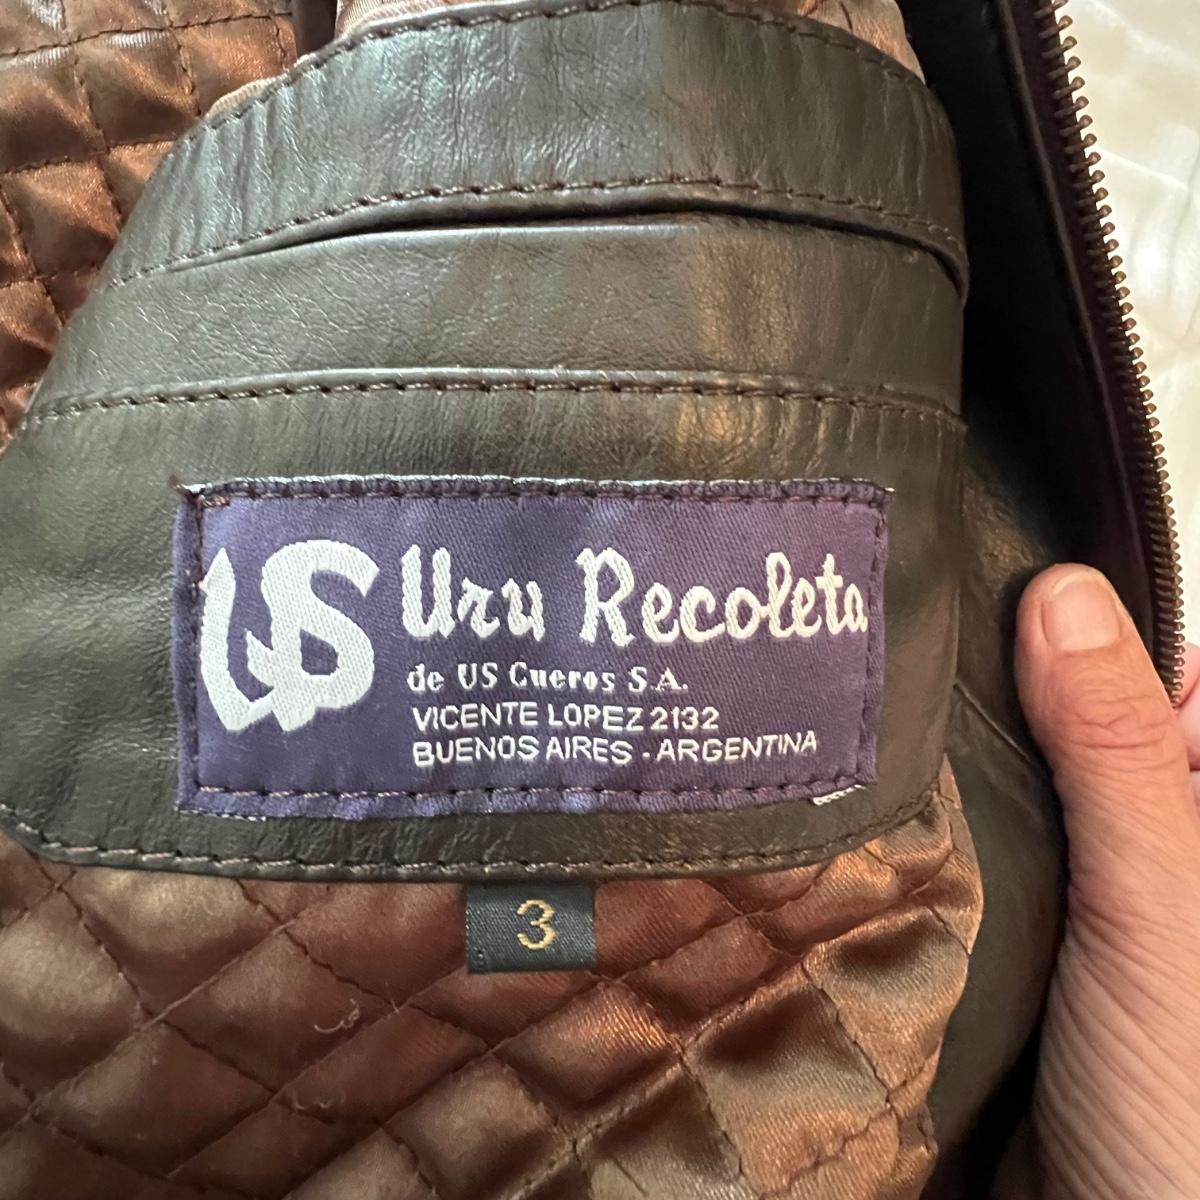 US Uru Recoleta
de US Cueros S.A.
VICENTE LOPEZ 2132
BUENOS AIRES - ARGENTINA
3